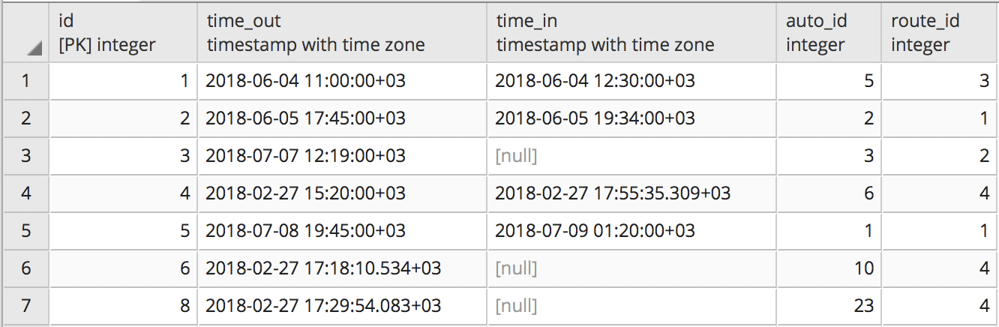 id time_out time_in auto_id route_id
[PK] integer timestamp with time zone timestamp with time zone integer integer
1 1 2018-06-04 11:00:00+03 2018-06-04 12:30:00+03 5 3
2 2 2018-06-05 17:45:00+03 2018-06-05 19:34:00+03 2 1
3 3 2018-07-07 12:19:00+03 [null] 3 2
4 4 2018-02-27 15:20:00+03 2018-02-27 17:55:35.309+03 6 4
5 5 2018-07-08 19:45:00+03 2018-07-09 01:20:00+03 1 1
6 6 2018-02-27 17:18:10.534+03 [null] 10 4
7 8 2018-02-27 17:29:54.083+03 [null] 23 4